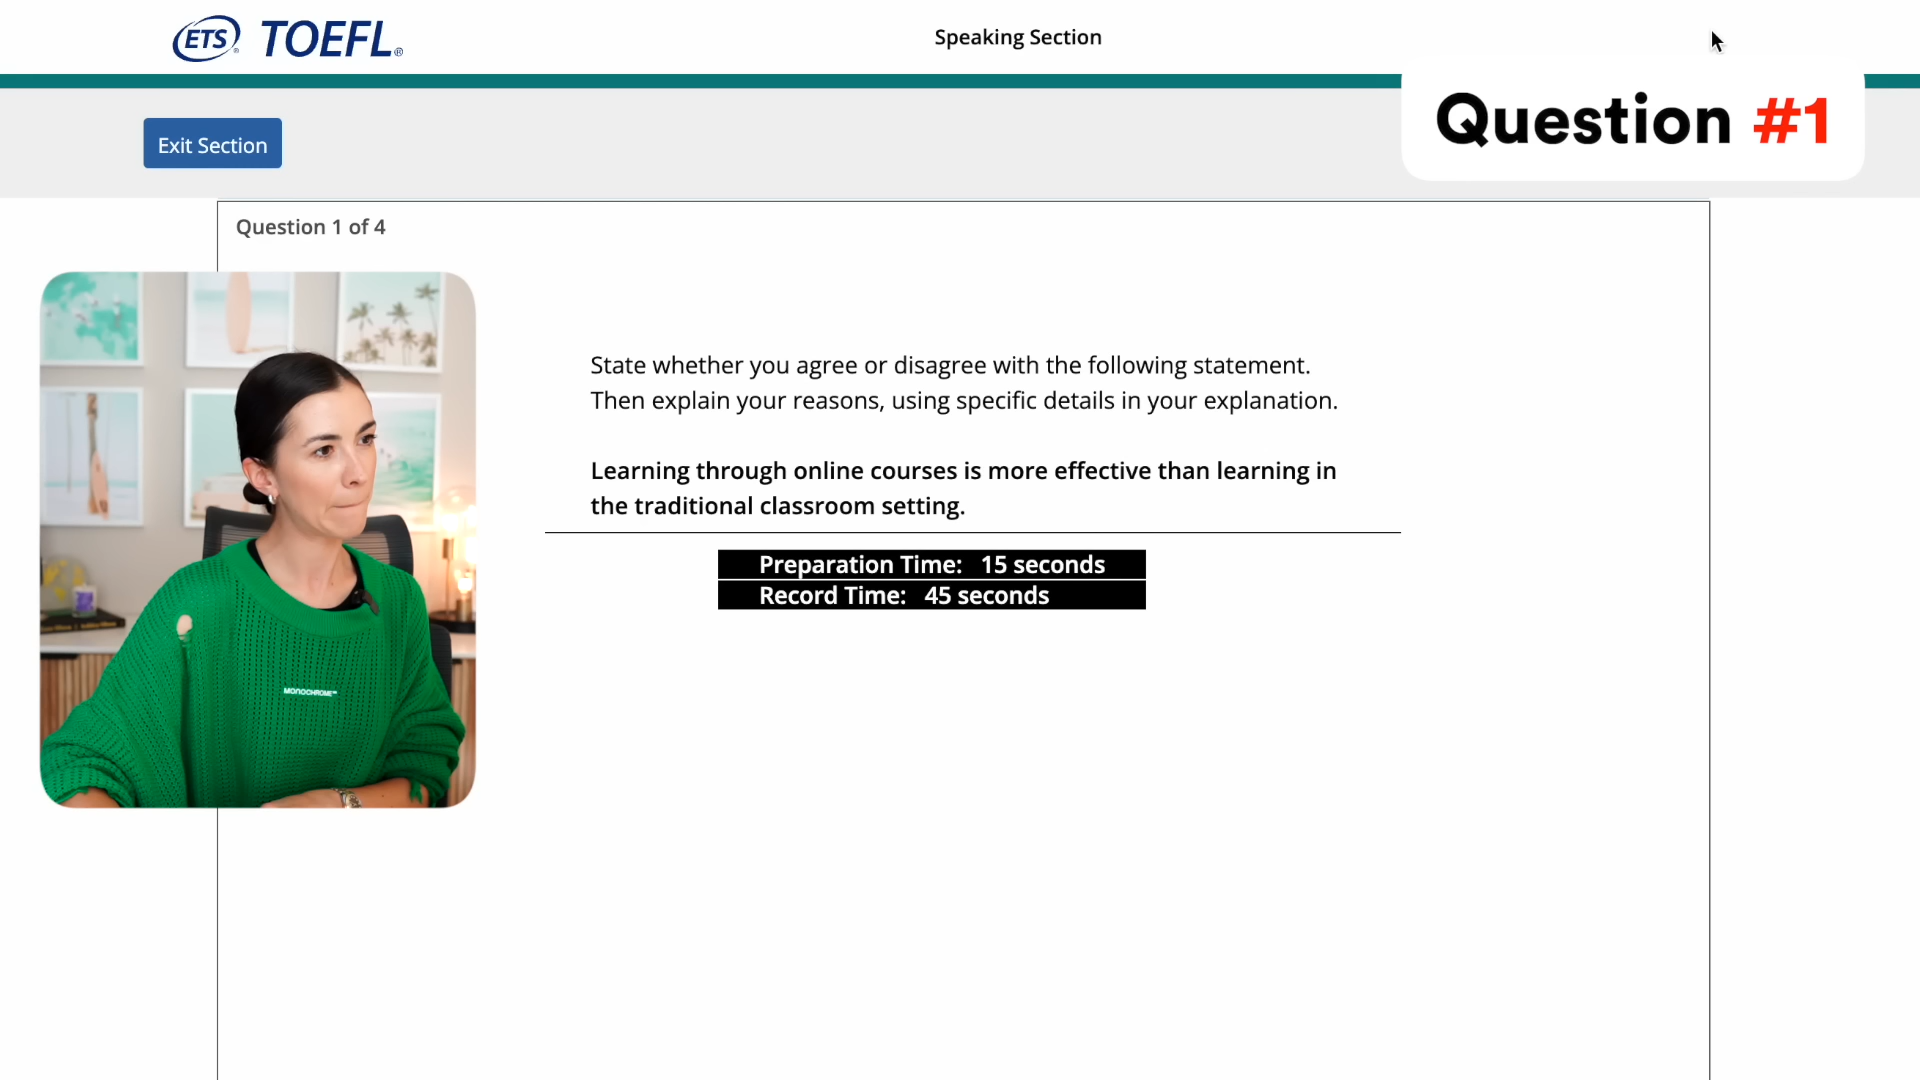 ETS TOEFL®
Speaking Section
Question #1
Exit Section
Question 1 of 4
State whether you agree or disagree with the following statement.
Then explain your reasons, using specific details in your explanation.
Learning through online courses is more effective than learning in
the traditional classroom setting.
Preparation Time: 15 seconds
Record Time: 45 seconds
MONOCHROME™